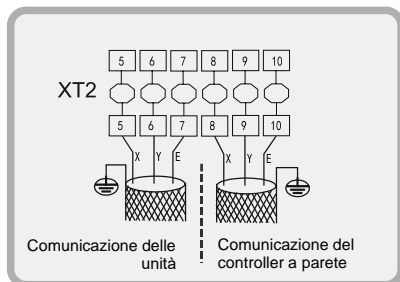 5 6 7 8 9 10
XT2
5 6 7 8 9 10
X Y E X Y E
Comunicazione delle
unità
Comunicazione del
controller a parete